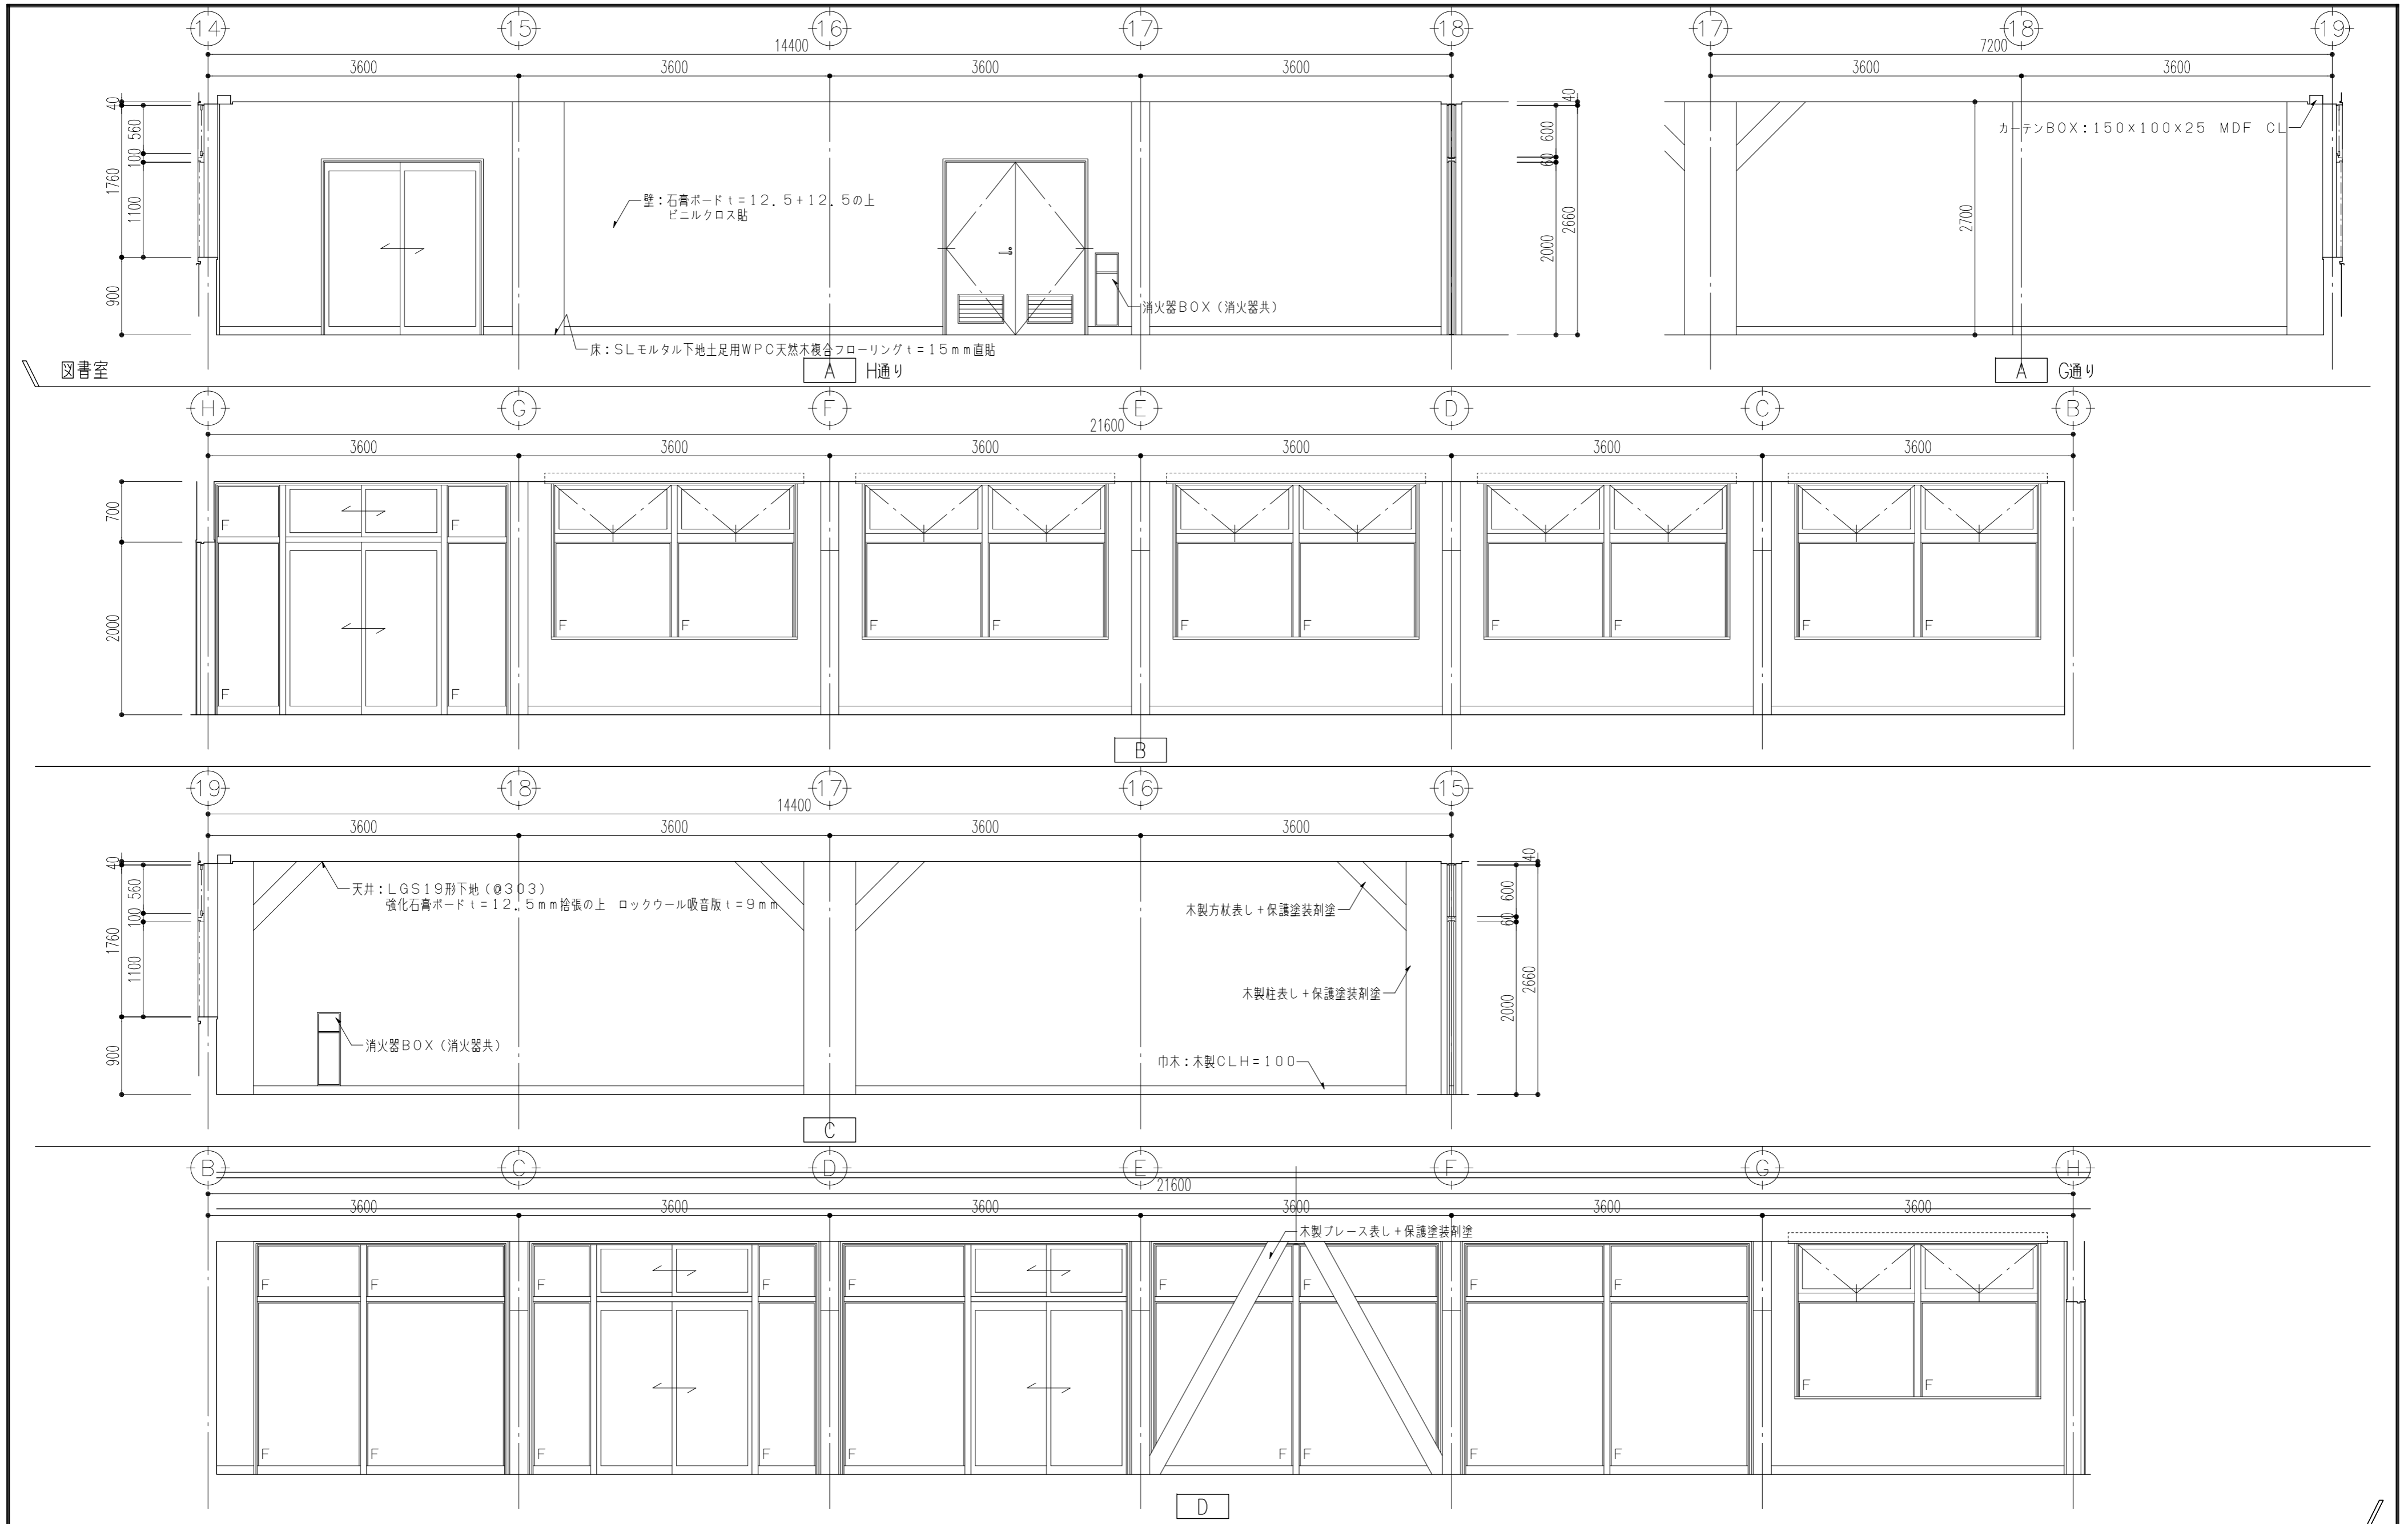 14 15 16 17 18 17 18 19
14400 7200
3600 3600 3600 3600 3600 3600
40 40
560 600
100 60
1760 1100
900
2000 2660
2700
カーテンBOX:150×100×25 MDF CL
壁:石膏ボードt=12.5+12.5の上
ビニルクロス貼
消火器BOX(消火器共)
床:SLモルタル下地土足用WPC天然木複合フローリングt=15mm直貼
図書室
A H通り
A G通り
H G F E D C B
21600
3600 3600 3600 3600 3600 3600
700
2000
F F
F F F F F F F F F F
F F
B
19 18 17 16 15
14400
3600 3600 3600 3600
40 40
560 600
100 60
1760 1100
900
2000 2660
天井:LGS19形下地(@303)
強化石膏ボードt=12.5mm捨張の上 ロックウール吸音版t=9mm
木製方杖表し+保護塗装剤塗
木製柱表し+保護塗装剤塗
消火器BOX(消火器共)
巾木:木製CLH=100
C
B C D E F G H
21600
3600 3600 3600 3600 3600 3600
木製ブレース表し+保護塗装剤塗
F F F F F F F F F
F F
F F F F F F F F F
D